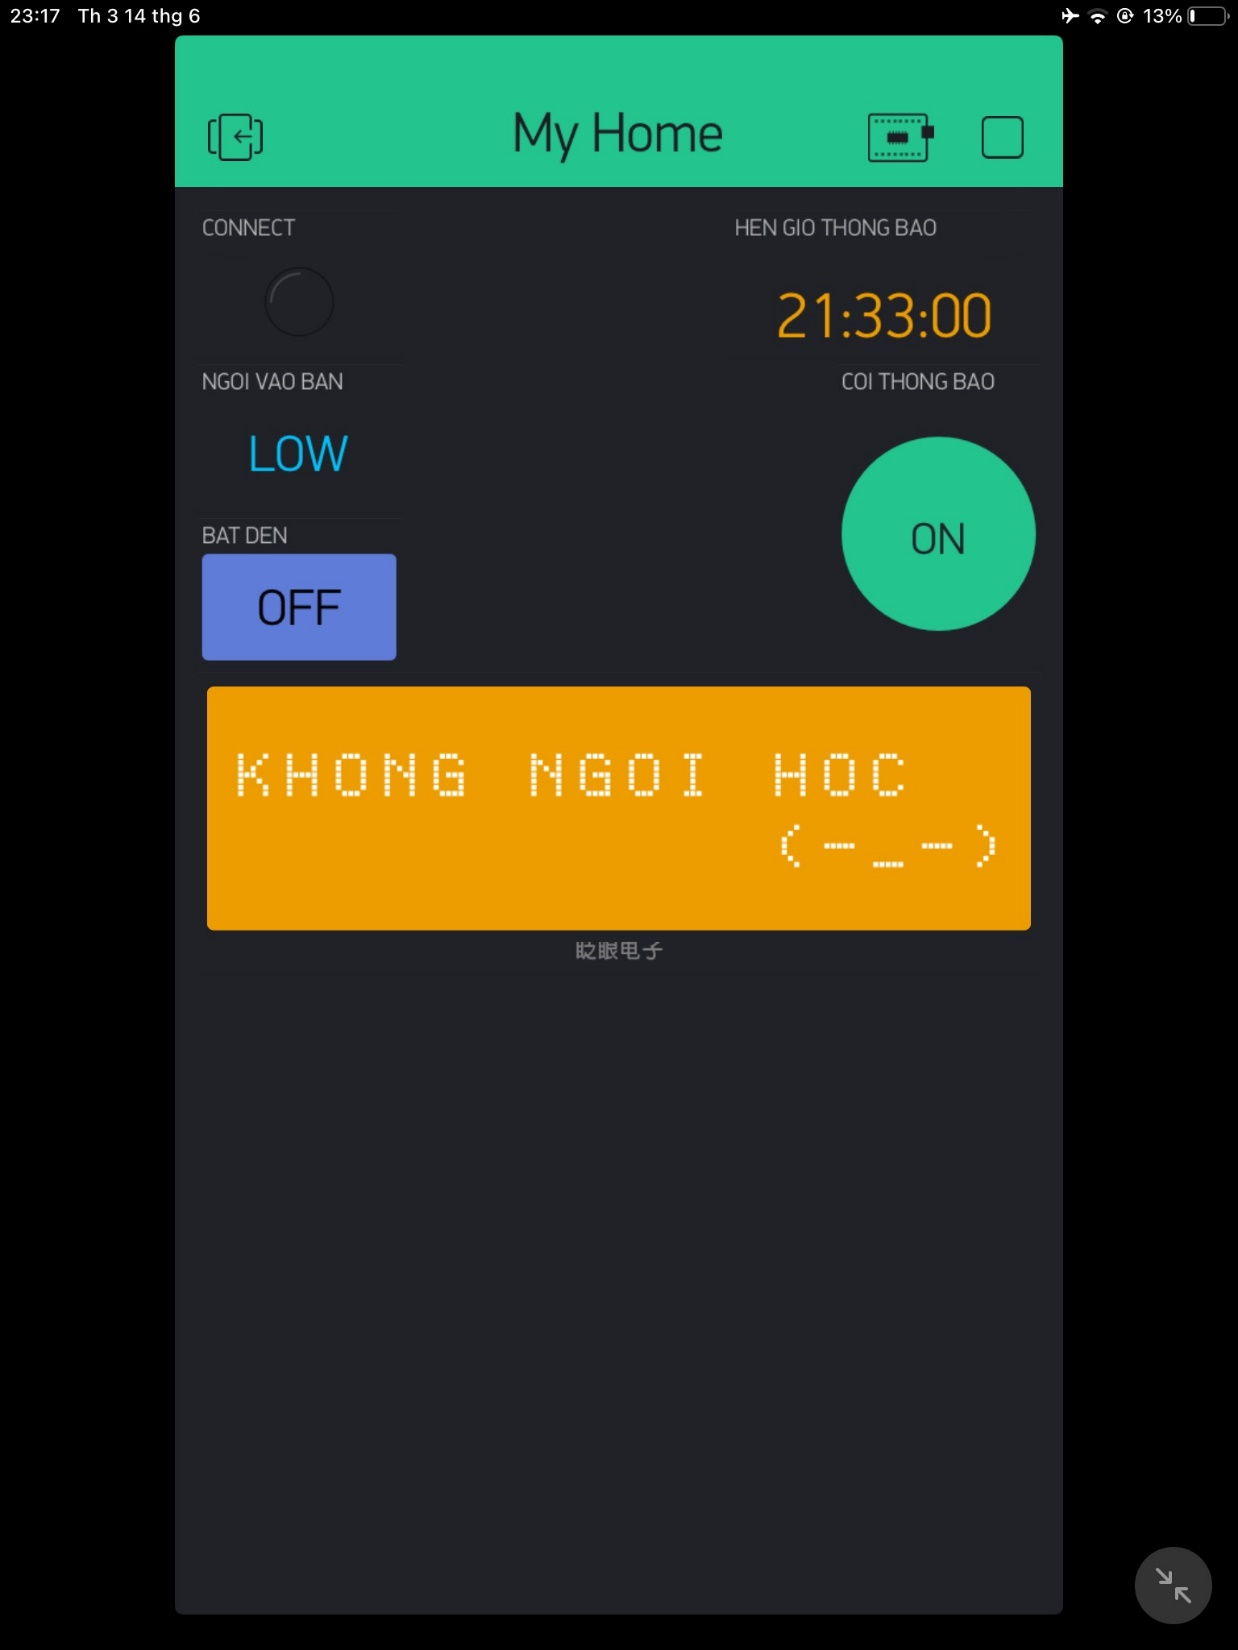 23:17 Th 3 14 thg 6 13%
My Home
CONNECT
HEN GIO THONG BAO
21:33:00
NGOI VAO BAN
COI THONG BAO
LOW
BAT DEN
ON
OFF
KHONG NGOI HOC
(-_-)
眨眼电子